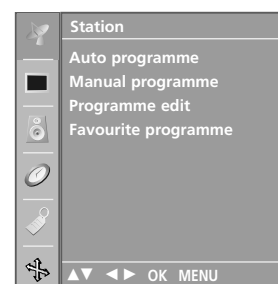 Station
Auto programme
Manual programme
Programme edit
Favourite programme
▲▼ ◄► OK MENU